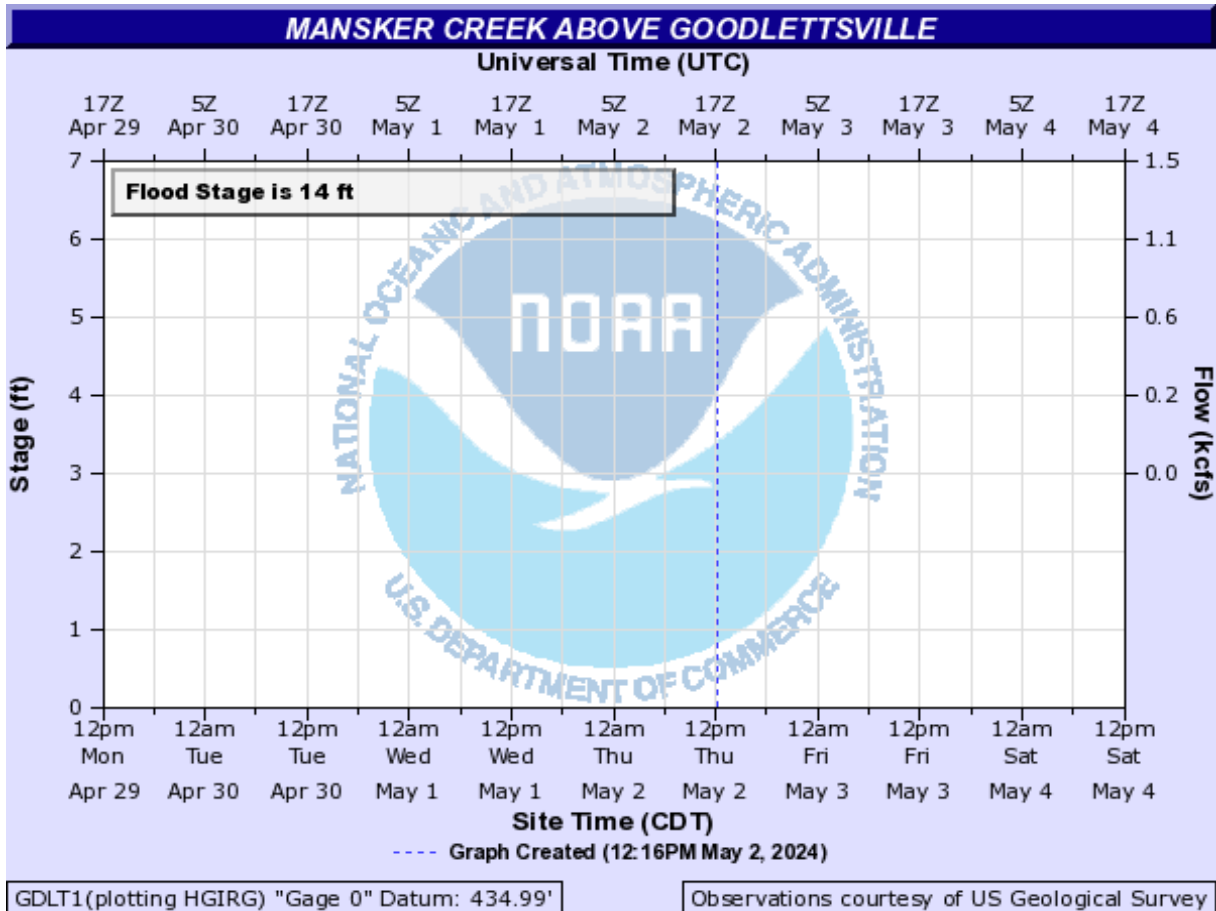 MANSKER CREEK ABOVE GOODLETTSVILLE
Universal Time (UTC)
17Z 5Z 17Z 5Z 17Z 5Z 17Z 5Z 17Z 5Z 17Z
Apr 29 Apr 30 Apr 30 May 1 May 1 May 2 May 2 May 3 May 3 May 4 May 4
Flood Stage is 14 ft
NATIONAL OCEANIC AND ATMOSPHERIC ADMINISTRATION
NOAA
U.S. DEPARTMENT OF COMMERCE
Stage (ft)
7
6
5
4
3
2
1
0
1.5
1.1
0.6
0.2
0.0
Flow (kcfs)
12pm 12am 12pm 12am 12pm 12am 12pm 12am 12pm 12am 12pm
Mon Tue Tue Wed Wed Thu Thu Fri Fri Sat Sat
Apr 29 Apr 30 Apr 30 May 1 May 1 May 2 May 2 May 3 May 3 May 4 May 4
Site Time (CDT)
---- Graph Created (12:16PM May 2, 2024)
GDLT1(plotting HGIRG) "Gage 0" Datum: 434.99'
Observations courtesy of US Geological Survey